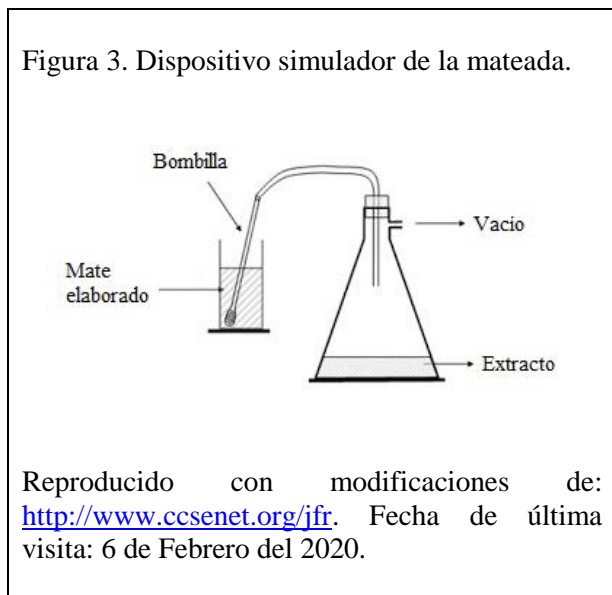 Figura 3. Dispositivo simulador de la mateada.
Bombilla
Vacio
Mate
elaborado
Extracto
Reproducido con modificaciones de:
http://www.ccsenet.org/jfr. Fecha de última
visita: 6 de Febrero del 2020.